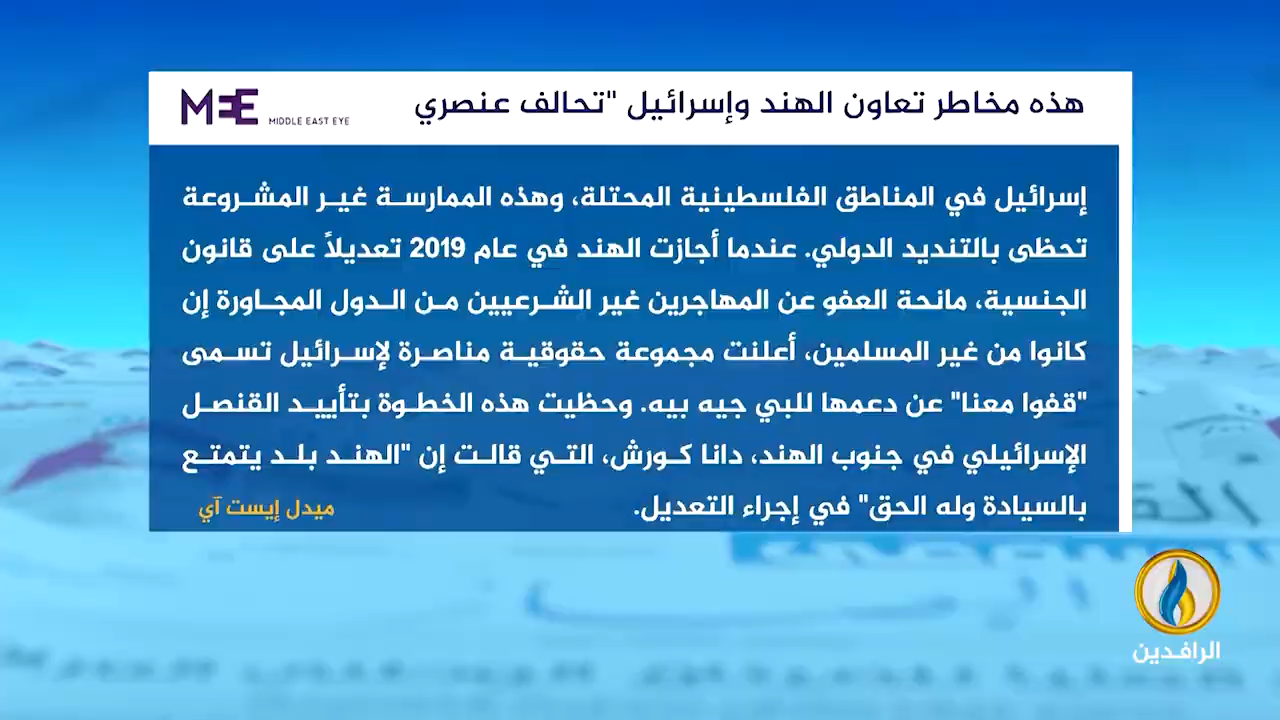 هذه مخاطر تعاون الهند وإسرائيل "تحالف عنصري
MEE MIDDLE EAST EYE
إسرائيل في المناطق الفلسطينية المحتلة، وهذه الممارسة غير المشروعة
تحظى بالتنديد الدولي. عندما أجازت الهند في عام 2019 تعديلاً على قانون
الجنسية، مانحة العفو عن المهاجرين غير الشرعيين من الدول المجاورة إن
كانوا من غير المسلمين، أعلنت مجموعة حقوقية مناصرة لإسرائيل تسمى
"قفوا معنا" عن دعمها للبي جيه بيه. وحظيت هذه الخطوة بتأييد القنصل
الإسرائيلي في جنوب الهند، دانا كورش، التي قالت إن "الهند بلد يتمتع
بالسيادة وله الحق" في إجراء التعديل.
ميدل إيست آي
الرافدين